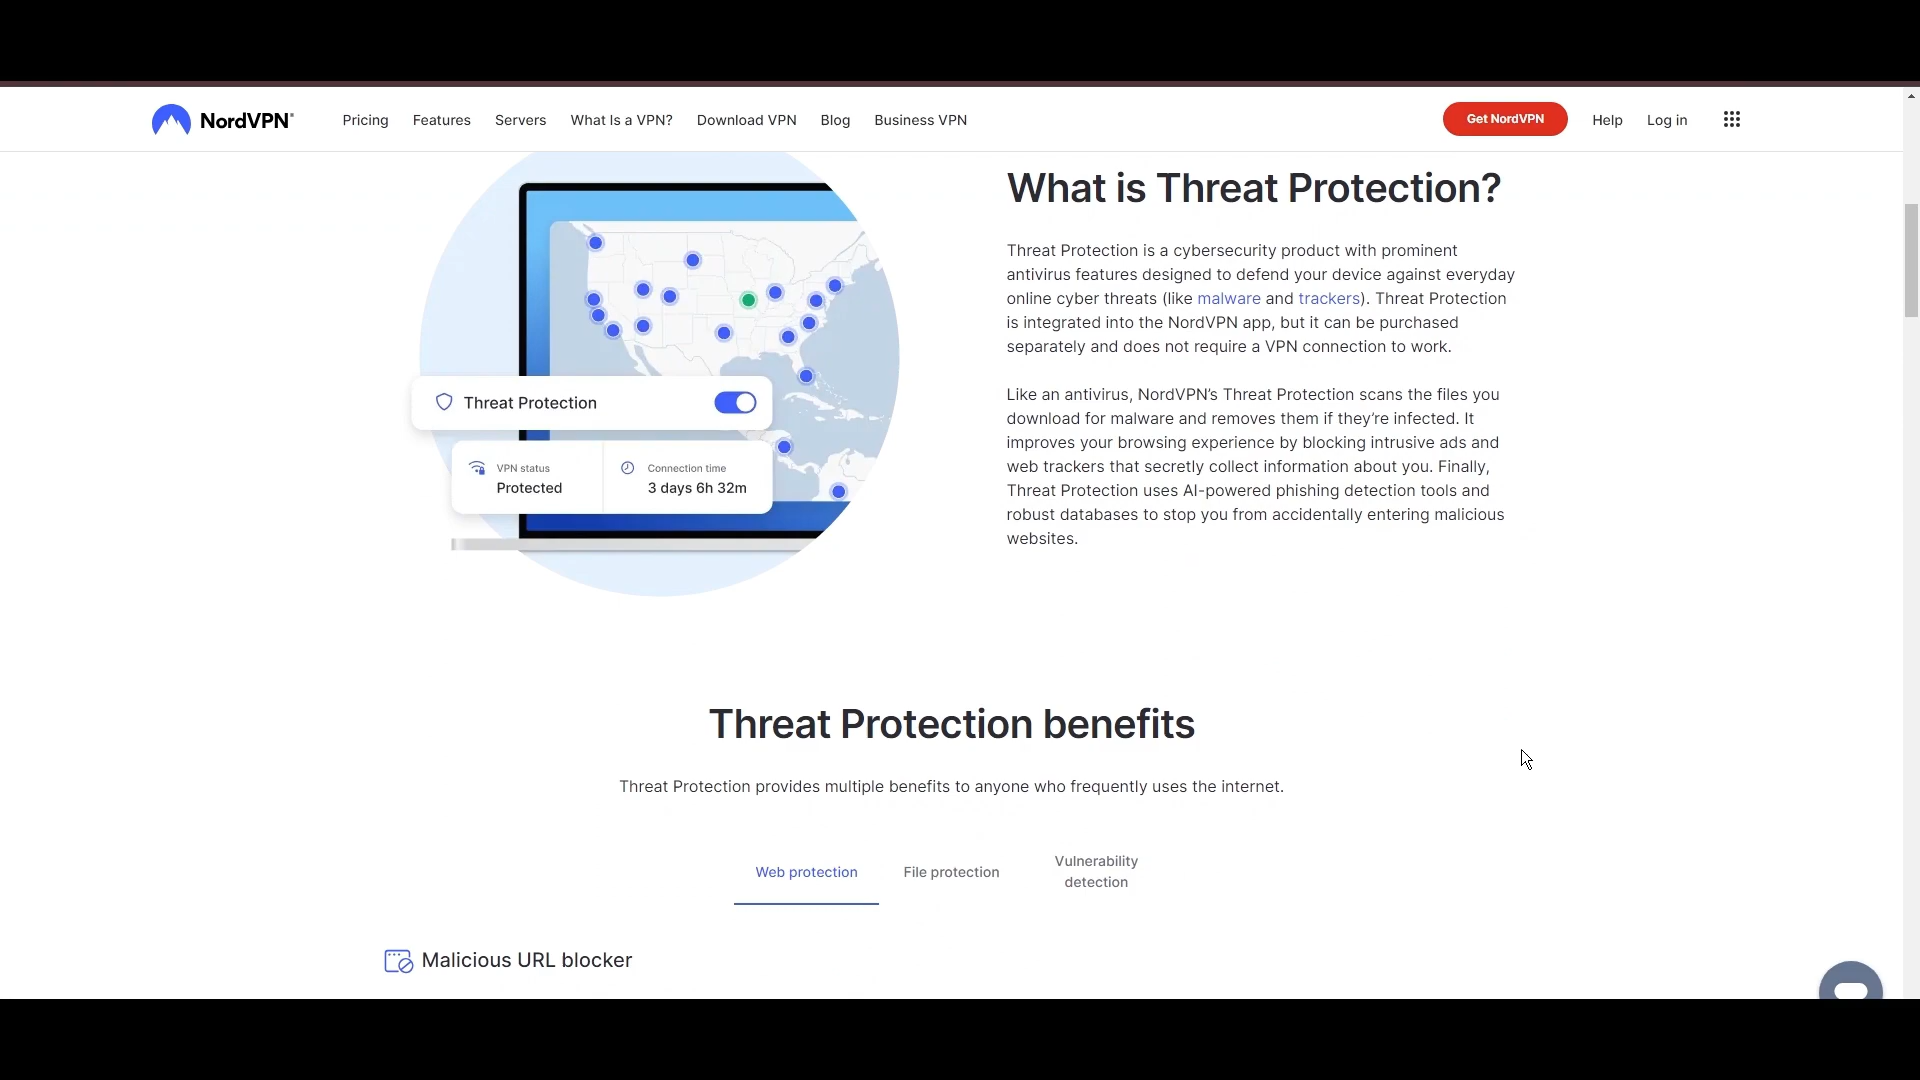 NordVPN®
Pricing
Features
Servers
What Is a VPN?
Download VPN
Blog
Business VPN
Get NordVPN
Help
Log in
Threat Protection
VPN status
Protected
Connection time
3 days 6h 32m
What is Threat Protection?
Threat Protection is a cybersecurity product with prominent
antivirus features designed to defend your device against everyday
online cyber threats (like malware and trackers). Threat Protection
is integrated into the NordVPN app, but it can be purchased
separately and does not require a VPN connection to work.
Like an antivirus, NordVPN’s Threat Protection scans the files you
download for malware and removes them if they’re infected. It
improves your browsing experience by blocking intrusive ads and
web trackers that secretly collect information about you. Finally,
Threat Protection uses AI-powered phishing detection tools and
robust databases to stop you from accidentally entering malicious
websites.
Threat Protection benefits
Threat Protection provides multiple benefits to anyone who frequently uses the internet.
Web protection
File protection
Vulnerability
detection
Malicious URL blocker